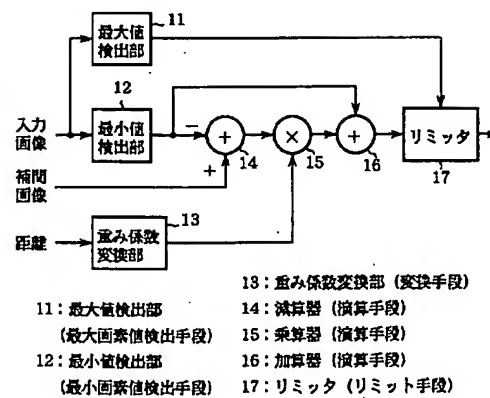 11
最大値
検出部
12
入力
画像
最小値
検出部
−
+
14
×
15
+
16
リミッタ
17
補間
画像
+
距離
13
重み係数
変換部
11：最大値検出部
(最大画素値検出手段)
12：最小値検出部
(最小画素値検出手段)
13：重み係数変換部 (変換手段)
14：減算器 (演算手段)
15：乗算器 (演算手段)
16：加算器 (演算手段)
17：リミッタ (リミット手段)